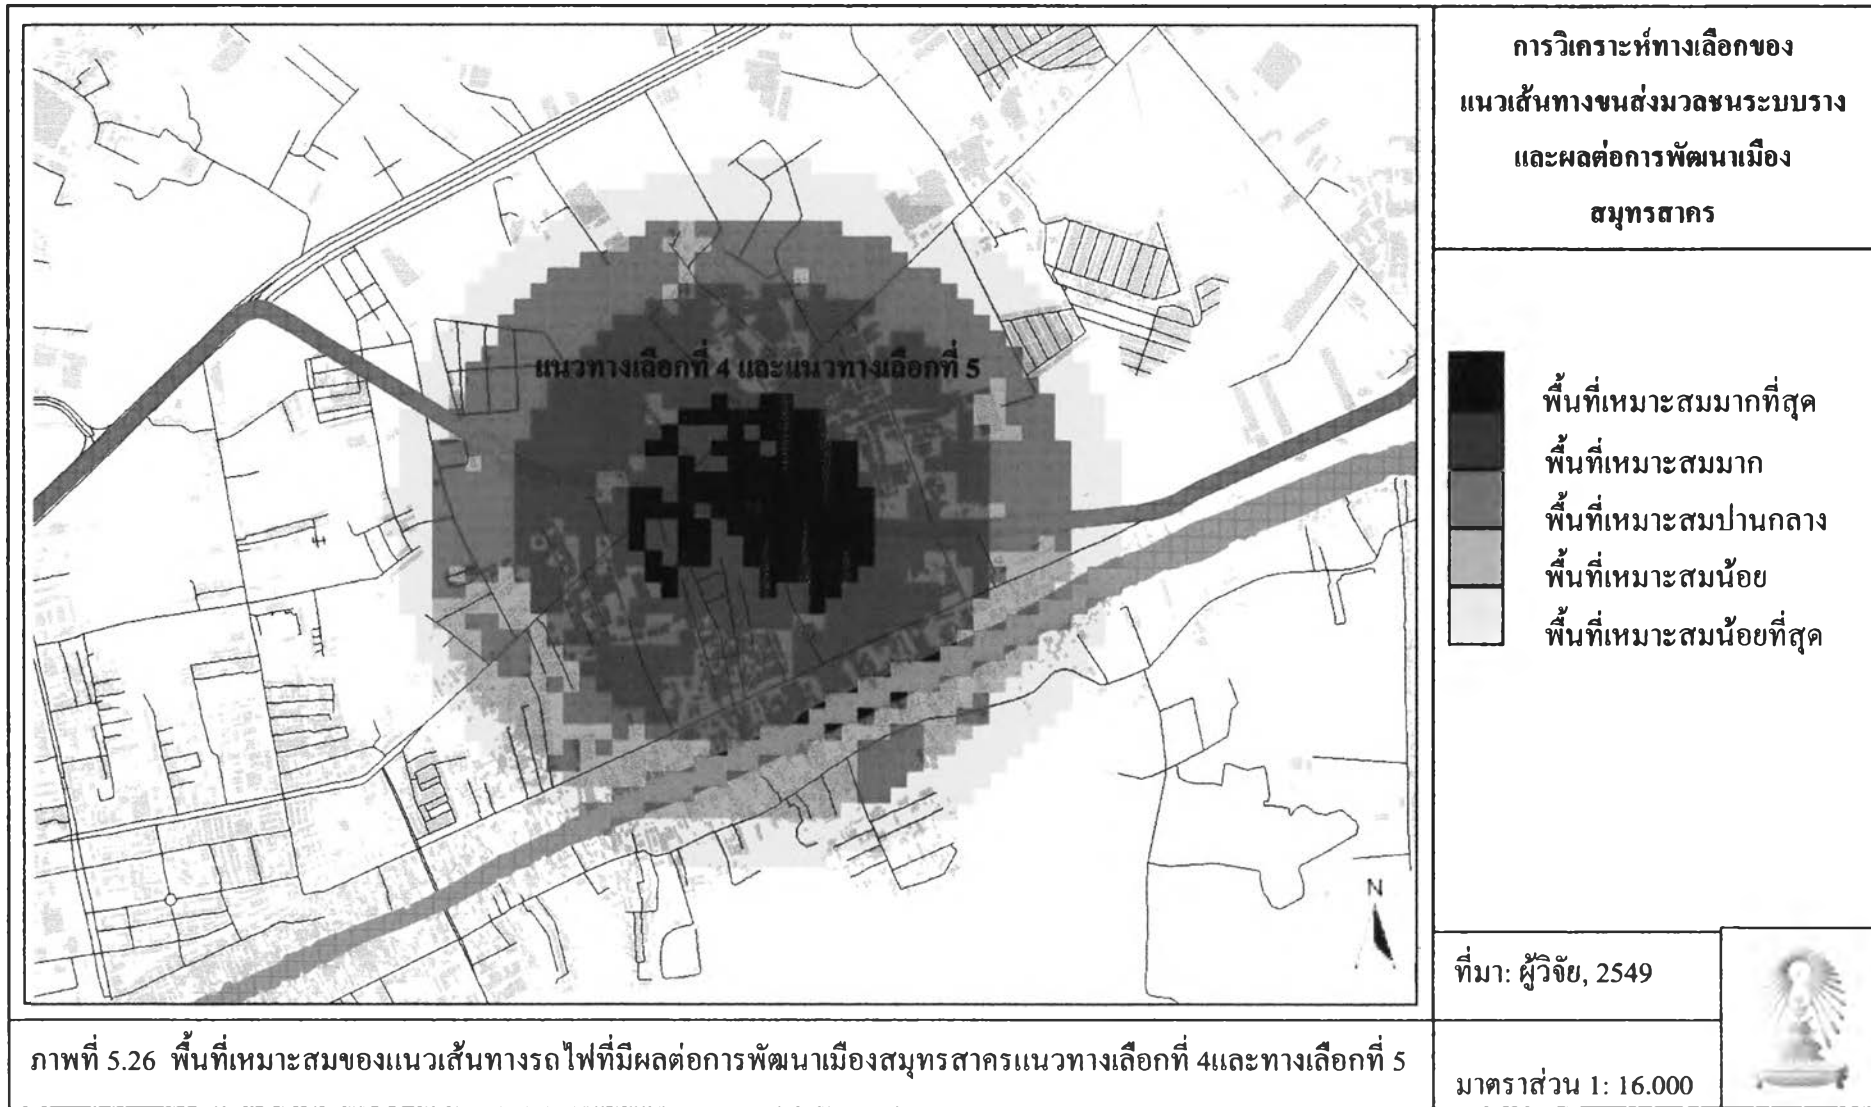 การวิเคราะห์ทางเลือกของ
แนวเส้นทางขนส่งมวลชนระบบราง
และผลต่อการพัฒนาเมือง
สมุทรสาคร
แนวทางเลือกที่ 4 และแนวทางเลือกที่ 5
พื้นที่เหมาะสมมากที่สุด
พื้นที่เหมาะสมมาก
พื้นที่เหมาะสมปานกลาง
พื้นที่เหมาะสมน้อย
พื้นที่เหมาะสมน้อยที่สุด
N
ที่มา: ผู้วิจัย, 2549
ภาพที่ 5.26 พื้นที่เหมาะสมของแนวเส้นทางรถไฟที่มีผลต่อการพัฒนาเมืองสมุทรสาครแนวทางเลือกที่ 4และทางเลือกที่ 5
มาตราส่วน 1: 16.000